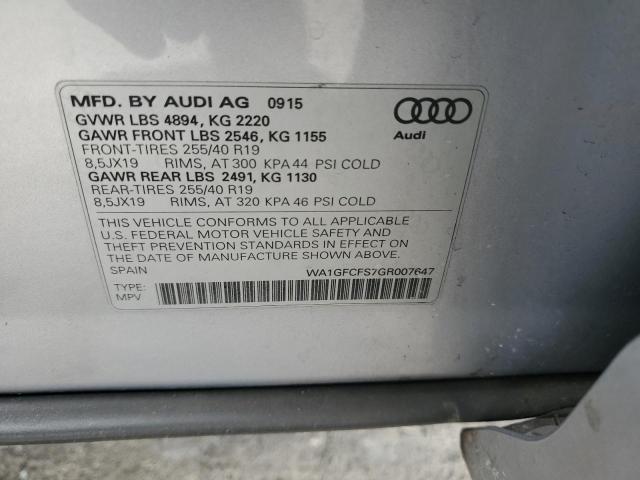 MFD. BY AUDI AG 0915
GVWR LBS 4894, KG 2220
GAWR FRONT LBS 2546, KG 1155
FRONT-TIRES 255/40 R19
8,5JX19 RIMS, AT 300 KPA 44 PSI COLD
GAWR REAR LBS 2491, KG 1130
REAR-TIRES 255/40 R19
8,5JX19 RIMS, AT 320 KPA 46 PSI COLD
Audi
THIS VEHICLE CONFORMS TO ALL APPLICABLE
U.S. FEDERAL MOTOR VEHICLE SAFETY AND
THEFT PREVENTION STANDARDS IN EFFECT ON
THE DATE OF MANUFACTURE SHOWN ABOVE.
SPAIN WA1GFCFS7GR007647
TYPE:
MPV